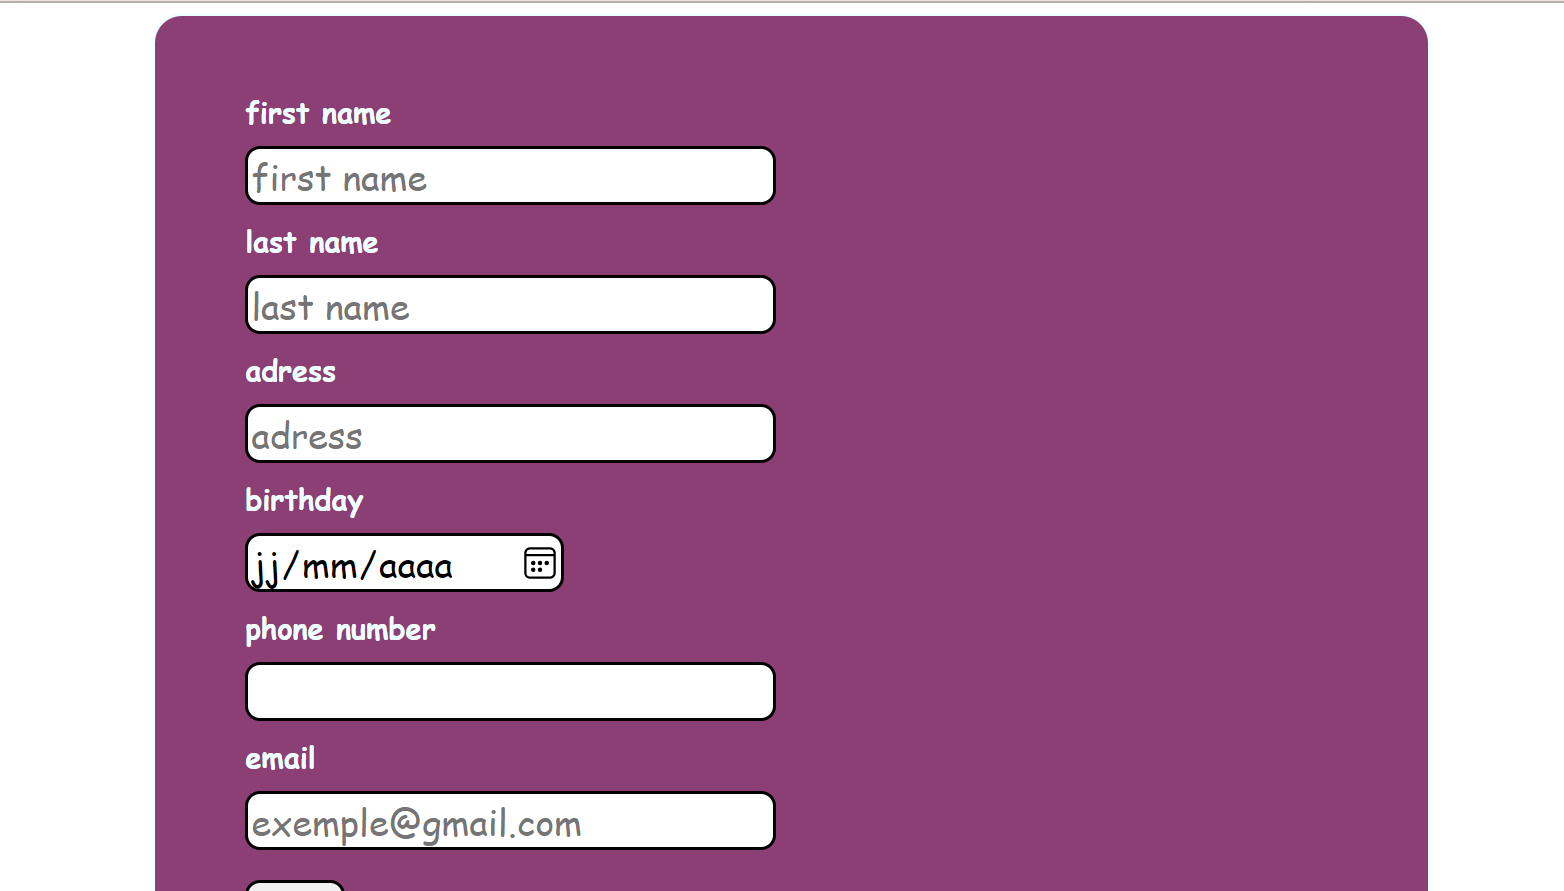 first name
first name
last name
last name
adress
adress
birthday
jj/mm/aaaa
phone number
email
exemple@gmail.com